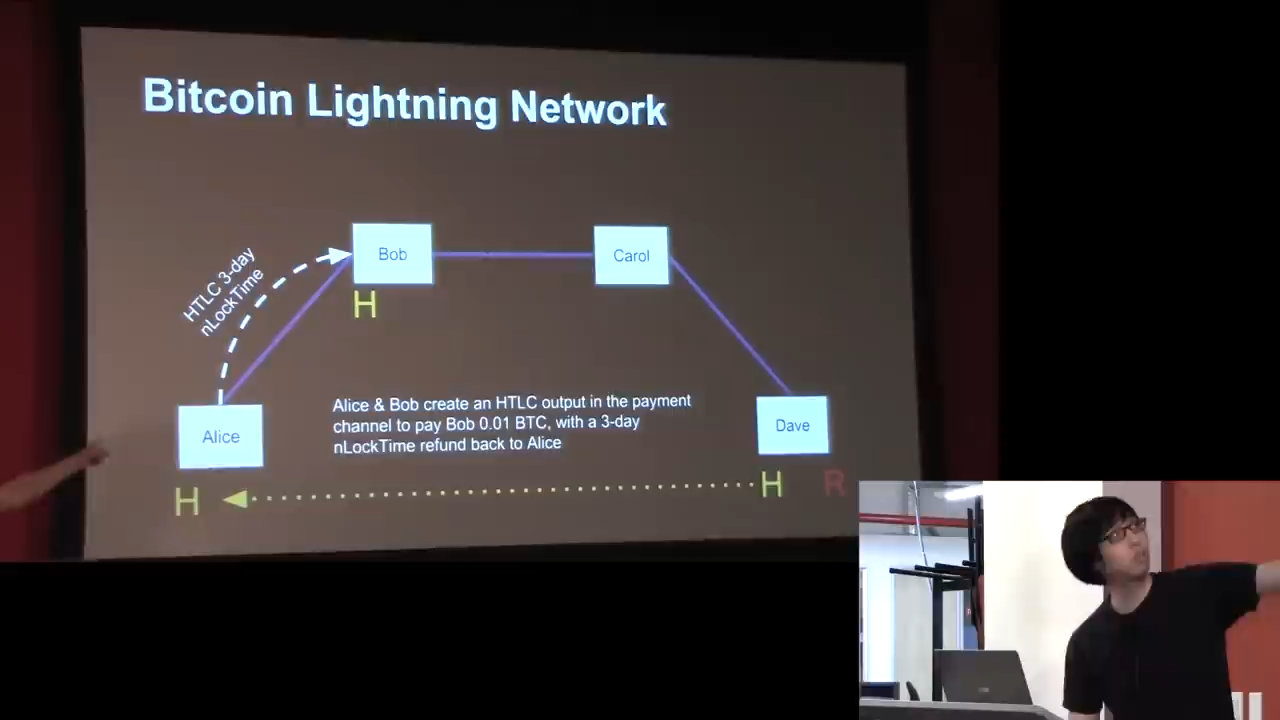 Bitcoin Lightning Network
HTLC 3-day
nLockTime
Bob
Carol
H
Alice & Bob create an HTLC output in the payment
channel to pay Bob 0.01 BTC, with a 3-day
nLockTime refund back to Alice
Alice
Dave
H
H
R